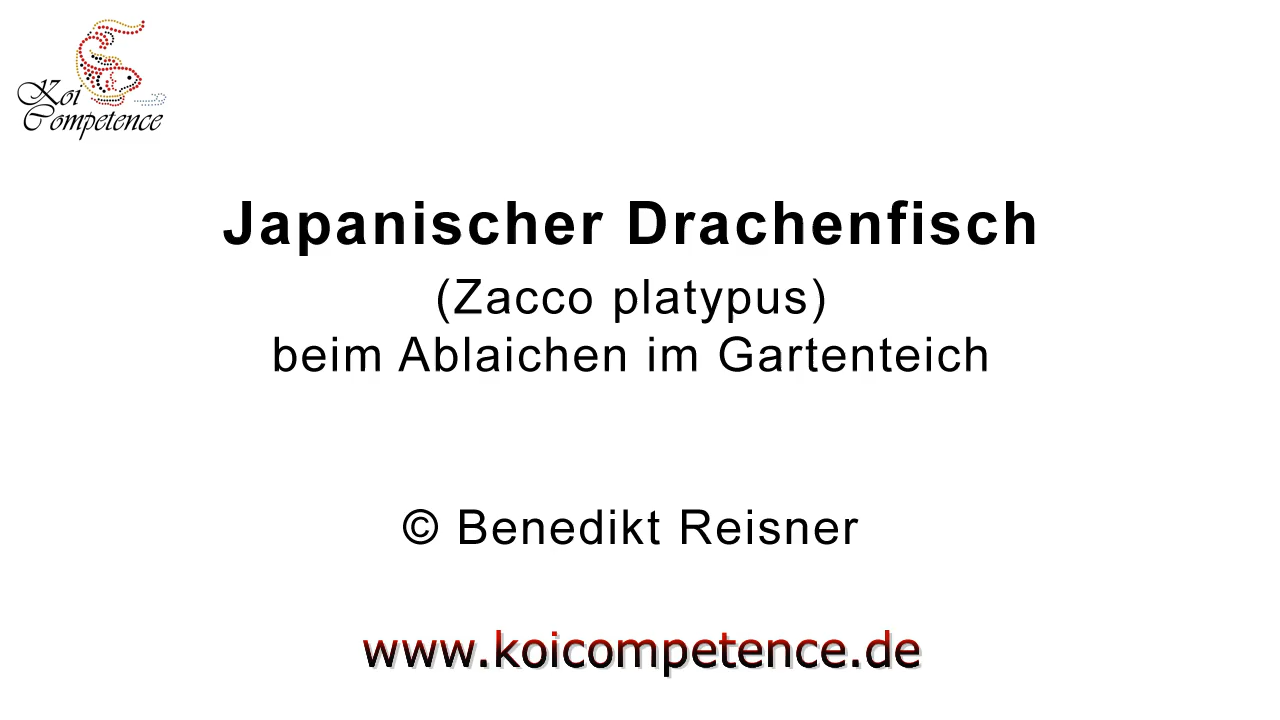 Koi
Competence
Japanischer Drachenfisch
(Zacco platypus)
beim Ablaichen im Gartenteich
© Benedikt Reisner
www.koicompetence.de